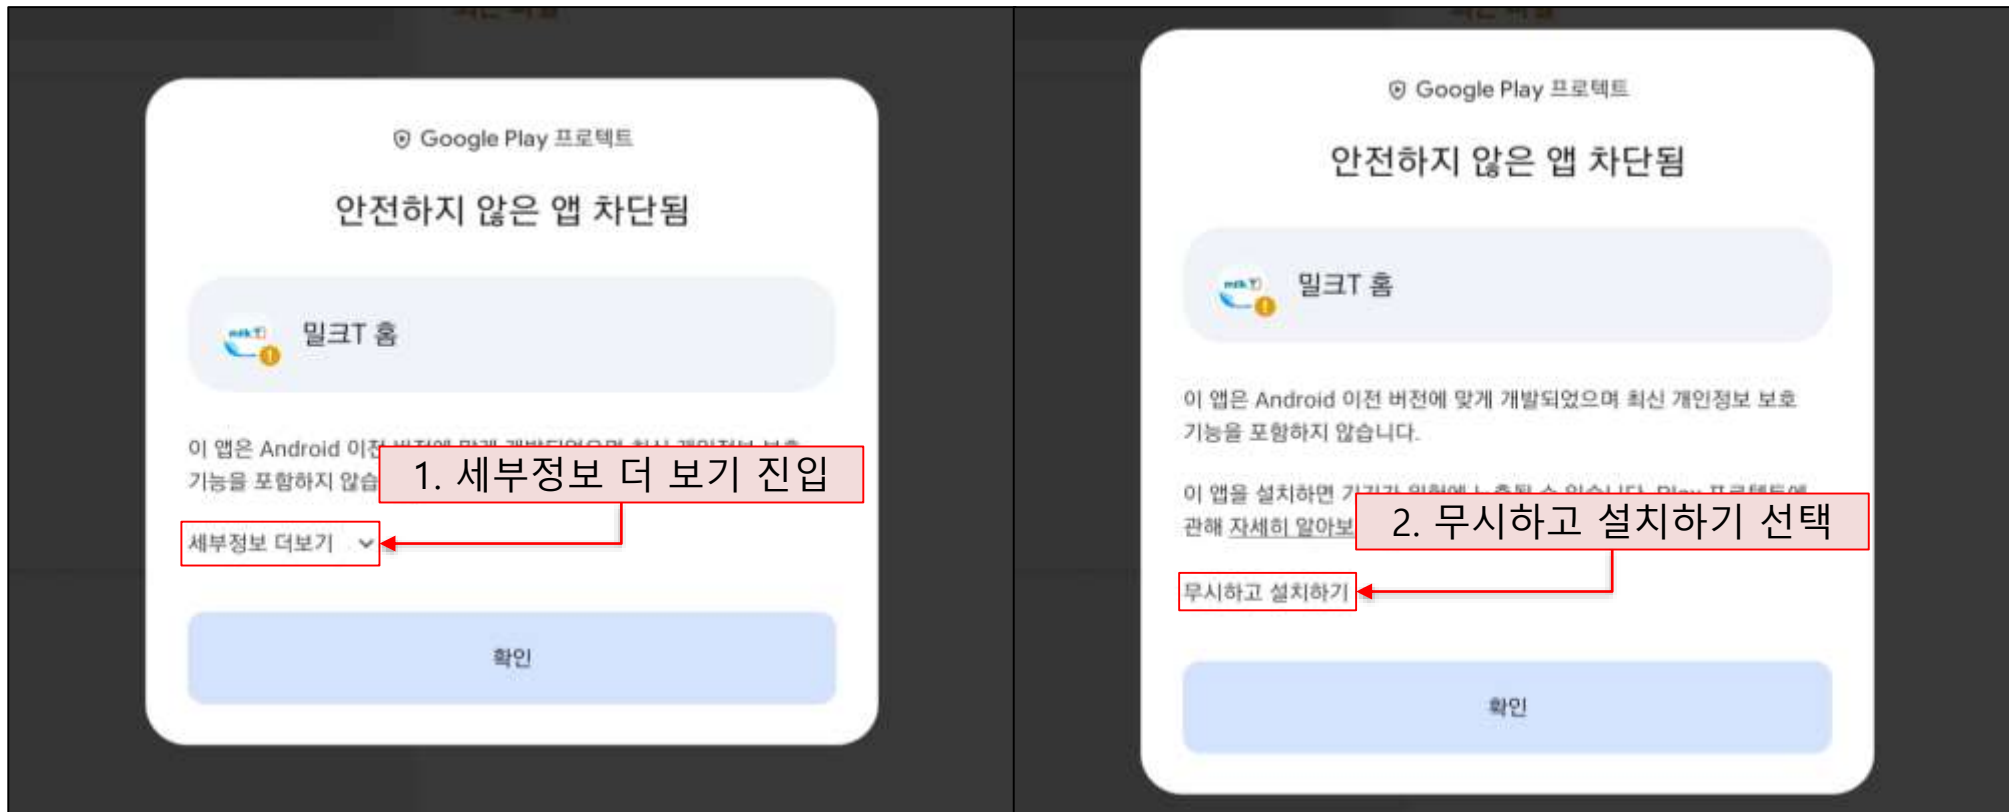 Google Play 프로텍트
안전하지 않은 앱 차단됨
밀크T 홈
이 앱은 Android 이전
기능을 포함하지 않습
1. 세부정보 더 보기 진입
세부정보 더보기
확인
Google Play 프로텍트
안전하지 않은 앱 차단됨
밀크T 홈
이 앱은 Android 이전 버전에 맞게 개발되었으며 최신 개인정보 보호
기능을 포함하지 않습니다.
이 앱을 설치하면
관해 자세히 알아보
2. 무시하고 설치하기 선택
무시하고 설치하기
확인